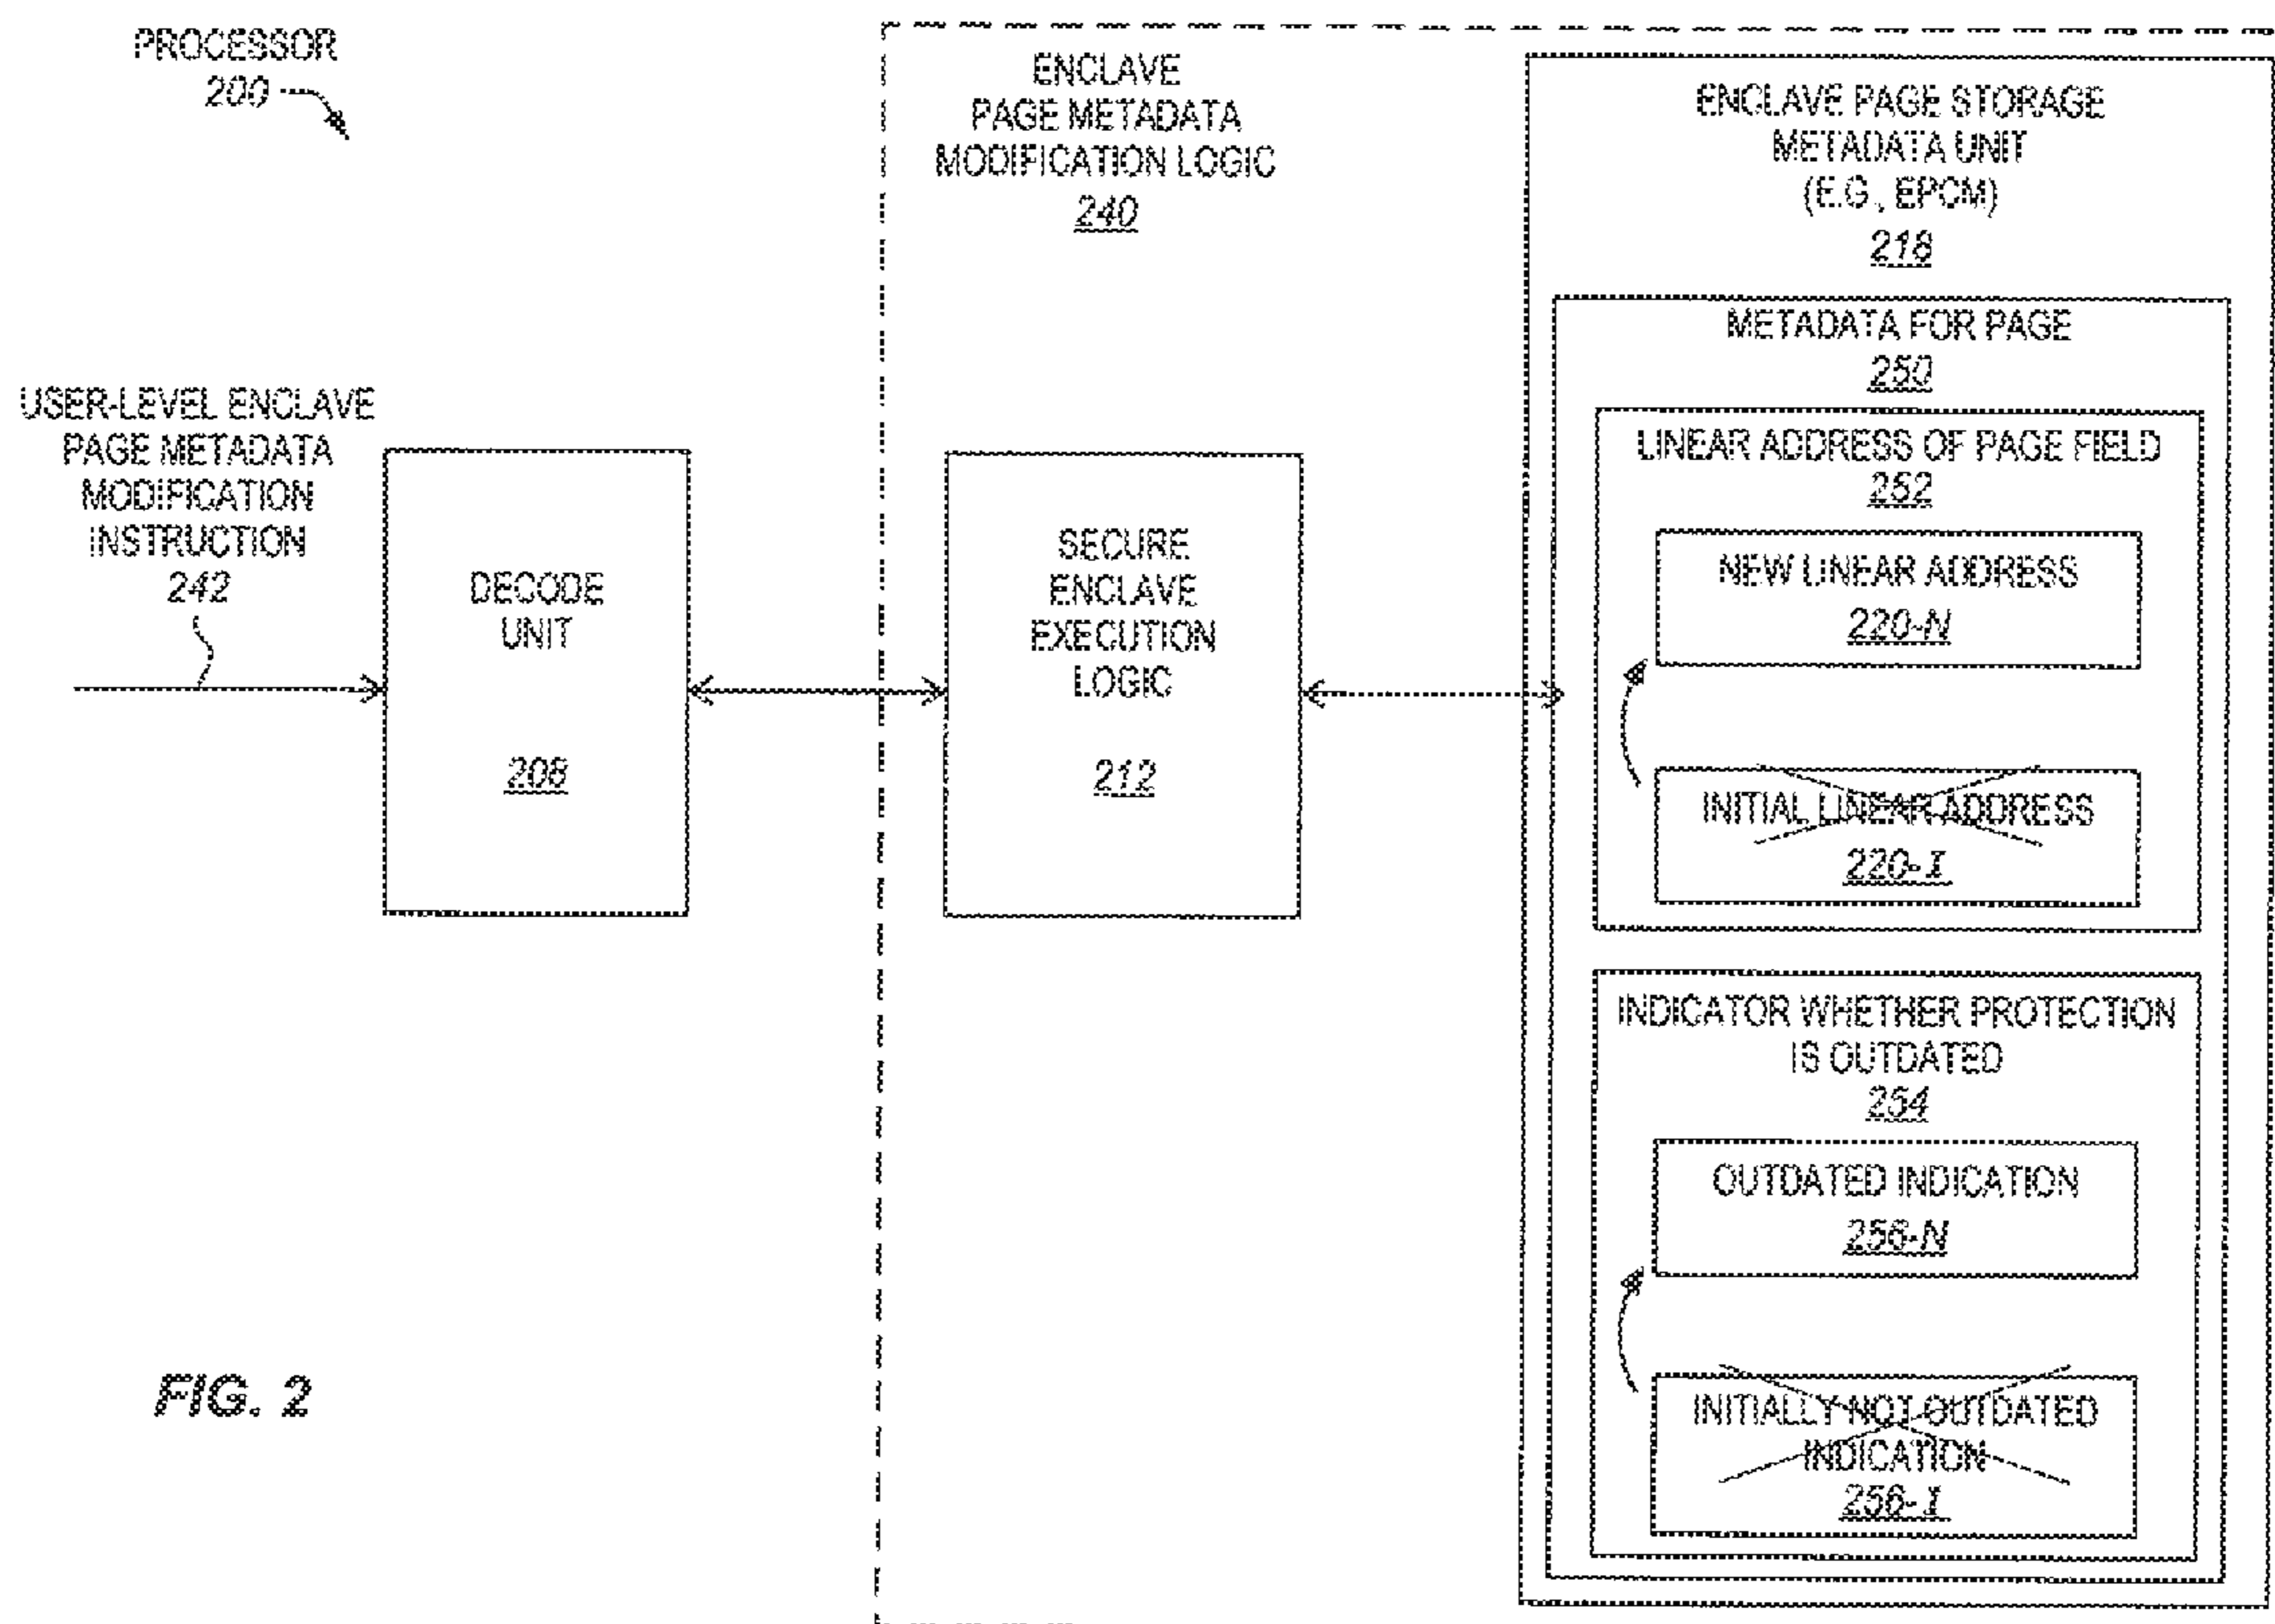 PROCESSOR
200
ENCLAVE
PAGE METADATA
MODIFICATION LOGIC
240
ENCLAVE PAGE STORAGE
METADATA UNIT
(E.G., EPCM)
218
METADATA FOR PAGE
250
LINEAR ADDRESS OF PAGE FIELD
252
NEW LINEAR ADDRESS
220-N
INITIAL LINEAR ADDRESS
220-I
INDICATOR WHETHER PROTECTION
IS OUTDATED
254
OUTDATED INDICATION
256-N
INITIALLY NOT OUTDATED
INDICATION
256-I
USER-LEVEL ENCLAVE
PAGE METADATA
MODIFICATION
INSTRUCTION
242
DECODE
UNIT
208
SECURE
ENCLAVE
EXECUTION
LOGIC
212
FIG. 2